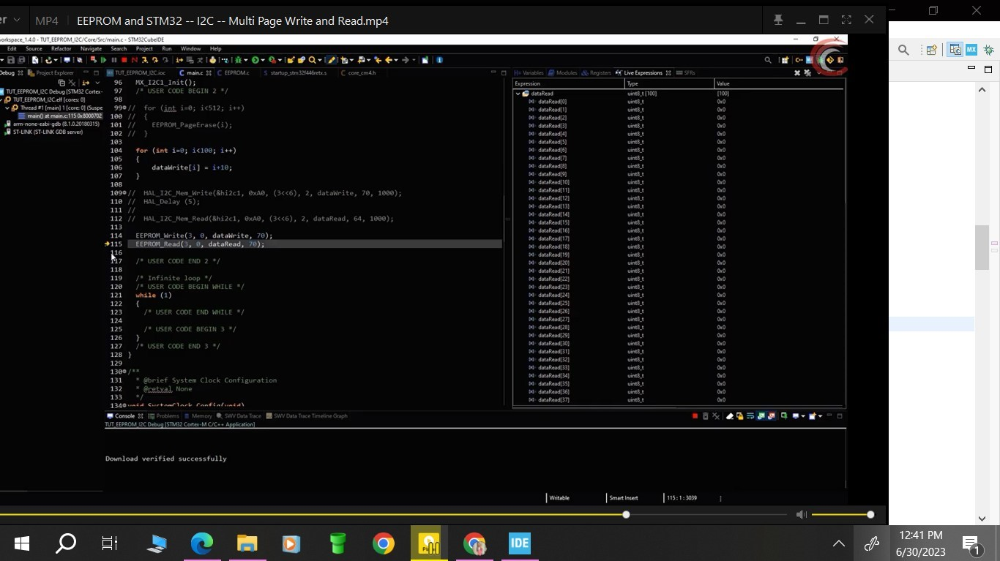 er MP4 EEPROM and STM32 -- I2C -- Multi Page Write and Read.mp4
workspace_1.4.0 - TUT_EEPROM_I2C/Core/Src/main.c - STM32CubeIDE
Edit Source Refactor Navigate Search Project Run Window Help
Debug Project Explorer
TUT_EEPROM_I2C.ioc main.c EEPROM.c startup_stm32f446retx.s core_cm4.h
Variables Modules Registers Live Expressions SFRs
TUT_EEPROM_I2C Debug [STM32 Cortex-
TUT_EEPROM_I2C.elf [cores: 0]
Thread #1 [main] 1 [core: 0] (Suspe
main() at main.c:115 0x8000702
arm-none-eabi-gdb (8.1.0.20180315)
ST-LINK (ST-LINK GDB server)
96 MX_I2C1_Init();
97 /* USER CODE BEGIN 2 */
98
99 // for (int i=0; i<512; i++)
100 // {
101 // EEPROM_PageErase(i);
102 // }
103
104 for (int i=0; i<100; i++)
105 {
106 dataWrite[i] = i+10;
107 }
108
109 // HAL_I2C_Mem_Write(&hi2c1, 0xA0, (3<<6), 2, dataWrite, 70, 1000);
110 // HAL_Delay (5);
111 //
112 // HAL_I2C_Mem_Read(&hi2c1, 0xA0, (3<<6), 2, dataRead, 64, 1000);
113
114 EEPROM_Write(3, 0, dataWrite, 70);
115 EEPROM_Read(3, 0, dataRead, 70);
116
117 /* USER CODE END 2 */
118
119 /* Infinite loop */
120 /* USER CODE BEGIN WHILE */
121 while (1)
122 {
123 /* USER CODE END WHILE */
124
125 /* USER CODE BEGIN 3 */
126 }
127 /* USER CODE END 3 */
128 }
129
130 /**
131 * @brief System Clock Configuration
132 * @retval None
133 */
134 void SystemClock_Config(void)
Expression Type Value
dataRead uint8_t [100] [100]
dataRead[0] uint8_t 0x0
dataRead[1] uint8_t 0x0
dataRead[2] uint8_t 0x0
dataRead[3] uint8_t 0x0
dataRead[4] uint8_t 0x0
dataRead[5] uint8_t 0x0
dataRead[6] uint8_t 0x0
dataRead[7] uint8_t 0x0
dataRead[8] uint8_t 0x0
dataRead[9] uint8_t 0x0
dataRead[10] uint8_t 0x0
dataRead[11] uint8_t 0x0
dataRead[12] uint8_t 0x0
dataRead[13] uint8_t 0x0
dataRead[14] uint8_t 0x0
dataRead[15] uint8_t 0x0
dataRead[16] uint8_t 0x0
dataRead[17] uint8_t 0x0
dataRead[18] uint8_t 0x0
dataRead[19] uint8_t 0x0
dataRead[20] uint8_t 0x0
dataRead[21] uint8_t 0x0
dataRead[22] uint8_t 0x0
dataRead[23] uint8_t 0x0
dataRead[24] uint8_t 0x0
dataRead[25] uint8_t 0x0
dataRead[26] uint8_t 0x0
dataRead[27] uint8_t 0x0
dataRead[28] uint8_t 0x0
dataRead[29] uint8_t 0x0
dataRead[30] uint8_t 0x0
dataRead[31] uint8_t 0x0
dataRead[32] uint8_t 0x0
dataRead[33] uint8_t 0x0
dataRead[34] uint8_t 0x0
dataRead[35] uint8_t 0x0
dataRead[36] uint8_t 0x0
dataRead[37] uint8_t 0x0
Console Problems Memory SWV Data Trace SWV Data Trace Timeline Graph
TUT_EEPROM_I2C Debug [STM32 Cortex-M C/C++ Application]
Download verified successfully
Writable Smart Insert 115 : 1 : 3039
MX
IDE
12:41 PM
6/30/2023
1